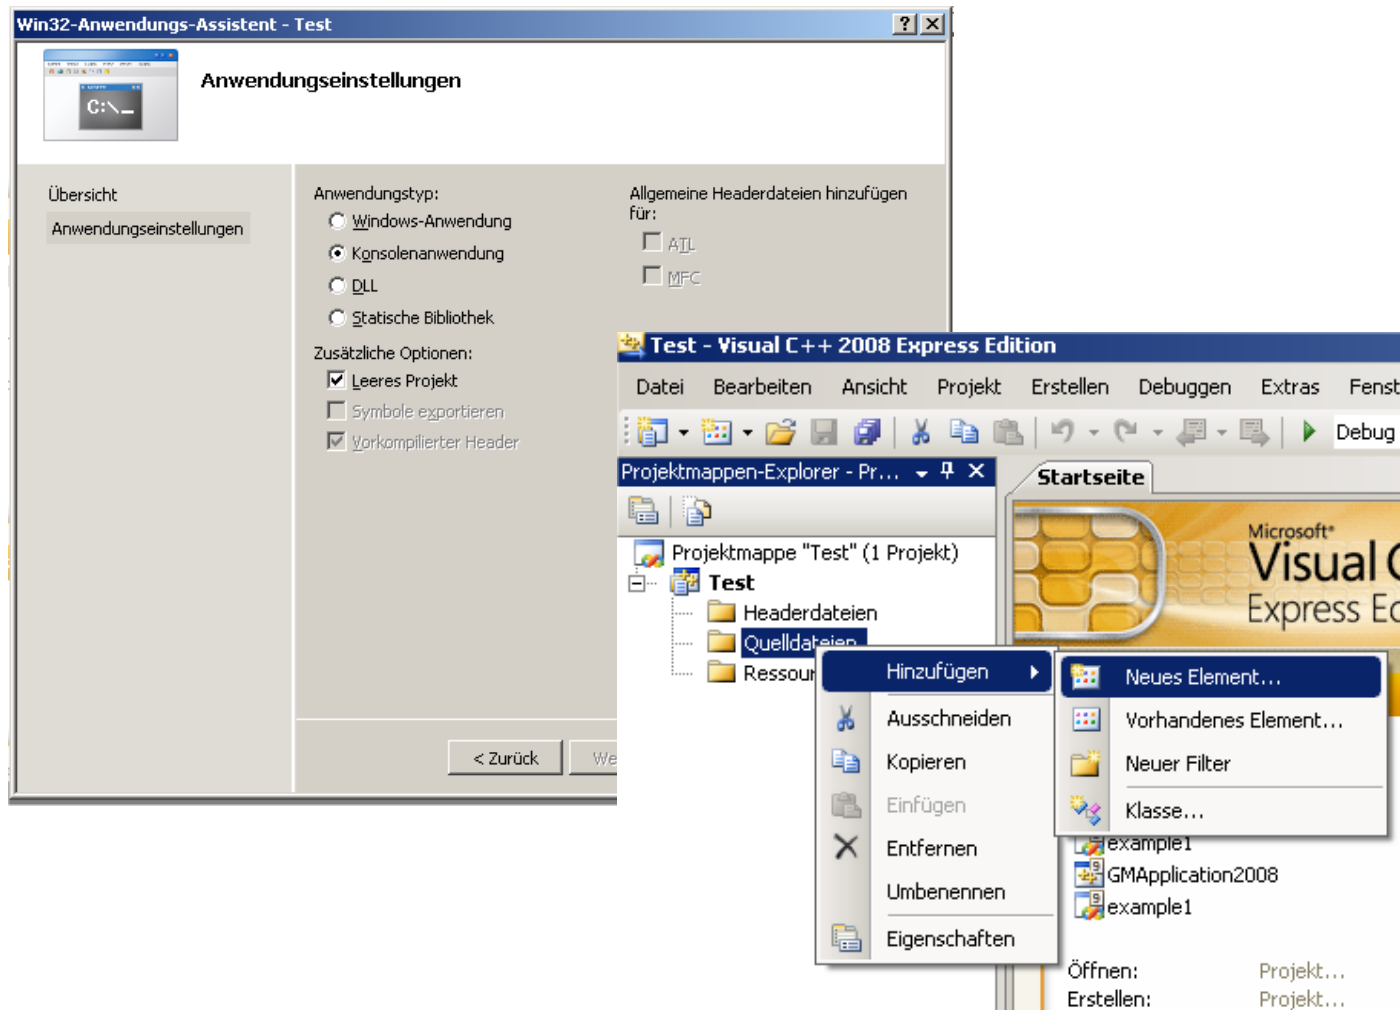 Win32-Anwendungs-Assistent - Test
C:\_
Anwendungseinstellungen
Übersicht
Anwendungseinstellungen
Anwendungstyp:
Windows-Anwendung
Konsolenanwendung
DLL
Statische Bibliothek
Zusätzliche Optionen:
Leeres Projekt
Symbole exportieren
Vorkompilierter Header
Allgemeine Headerdateien hinzufügen
für:
ATL
MFC
< Zurück
Test - Visual C++ 2008 Express Edition
Datei Bearbeiten Ansicht Projekt Erstellen Debuggen Extras
Debug
Projektmappen-Explorer - Pr...
Startseite
Projektmappe "Test" (1 Projekt)
Test
Headerdateien
Quelldateien
Microsoft®
Visual
Express
Hinzufügen
Ausschneiden
Kopieren
Einfügen
Entfernen
Umbenennen
Eigenschaften
Neues Element...
Vorhandenes Element...
Neuer Filter
Klasse...
example1
GMApplication2008
example1
Öffnen: Projekt...
Erstellen: Projekt...